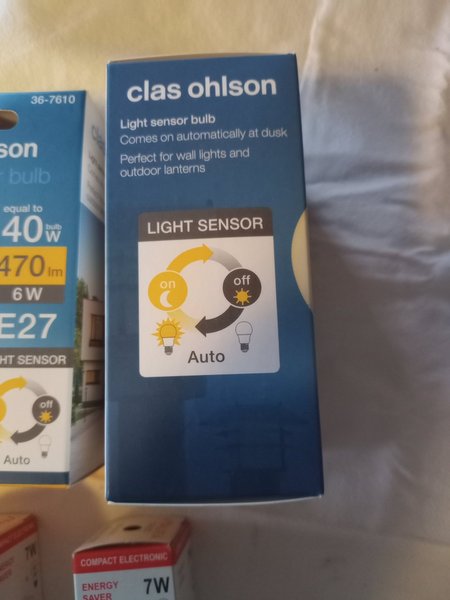 36-7610
son
bulb
equal to
40 bulb
W
470 lm
6 W
E27
HT SENSOR
off
Auto
clas ohlson
Light sensor bulb
Comes on automatically at dusk
Perfect for wall lights and
outdoor lanterns
LIGHT SENSOR
on
off
Auto
COMPACT ELECTRONIC
ENERGY
SAVER
7W
7W